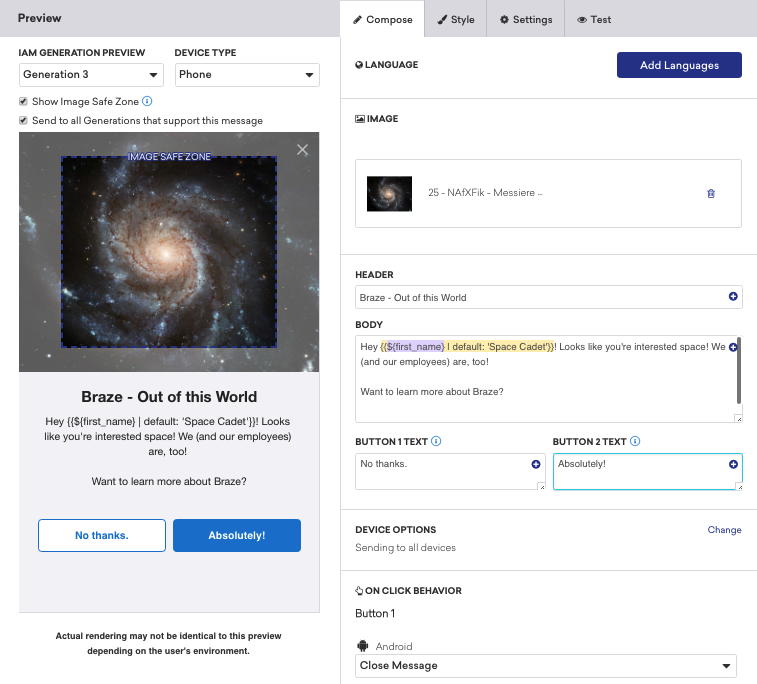 Preview
Compose
Style
Settings
Test
IAM GENERATION PREVIEW
DEVICE TYPE
Generation 3
Phone
Show Image Safe Zone
Send to all Generations that support this message
IMAGE SAFE ZONE
Braze - Out of this World
Hey {{${first_name} | default: 'Space Cadet'}}! Looks
like you're interested space! We (and our employees)
are, too!
Want to learn more about Braze?
No thanks.
Absolutely!
Actual rendering may not be identical to this preview
depending on the user's environment.
LANGUAGE
Add Languages
IMAGE
25 - NAfXFik - Messiere ...
HEADER
Braze - Out of this World
BODY
Hey {{${first_name} | default: 'Space Cadet'}}! Looks like you're interested space! We
(and our employees) are, too!
Want to learn more about Braze?
BUTTON 1 TEXT
BUTTON 2 TEXT
No thanks.
Absolutely!
DEVICE OPTIONS
Change
Sending to all devices
ON CLICK BEHAVIOR
Button 1
Android
Close Message